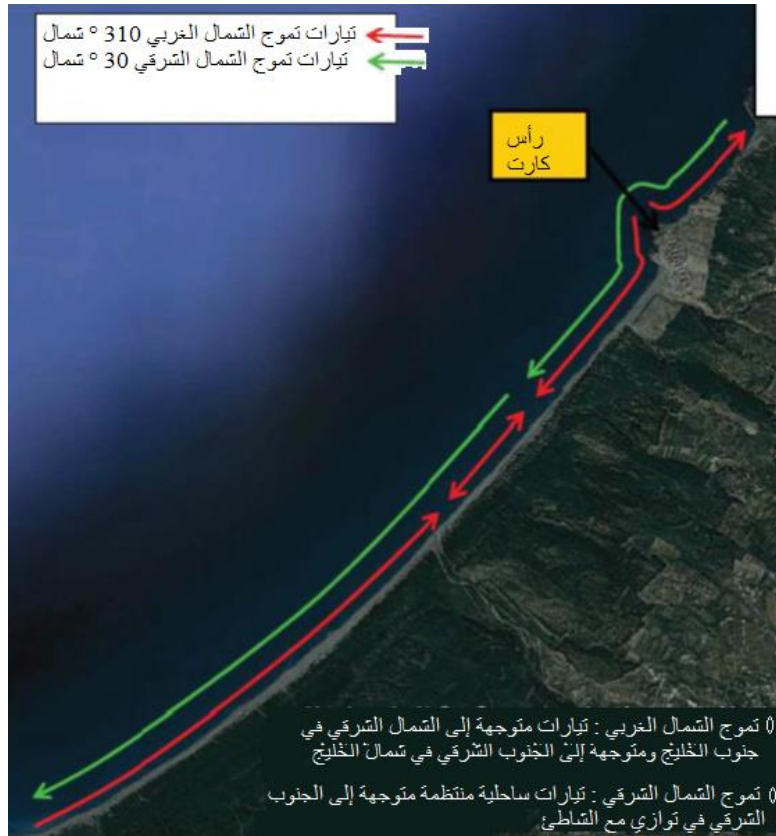 تيارات تموج الشمال الغربي 310 ° شمال
تيارات تموج الشمال الشرقي 30 ° شمال
رأس
كارت
() تموج الشمال الغربي : تيارات متوجهة إلى الشمال الشرقي في
جنوب الخليج ومتوجهة إلى الجنوب الشرقي في شمال الخليج
() تموج الشمال الشرقي : تيارات ساحلية منتظمة متوجهة إلى الجنوب
الشرقي في توازي مع الشاطئ